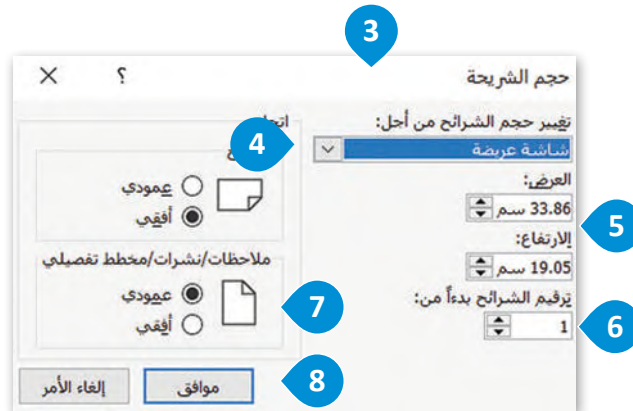 3
حجم الشريحة
؟
تغيير حجم الشرائح من أجل:
4
شاشة عريضة
العرض:
33.86 سم
5
الارتفاع:
19.05 سم
ترقيم الشرائح بدءاً من:
6
1
عمودي
أفقي
ملاحظات/نشرات/مخطط تفصيلي
7
عمودي
أفقي
8
موافق
إلغاء الأمر